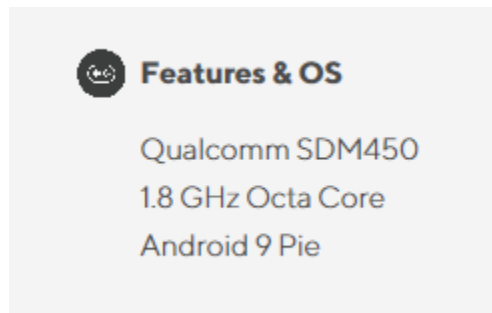 Features & OS
Qualcomm SDM450
1.8 GHz Octa Core
Android 9 Pie